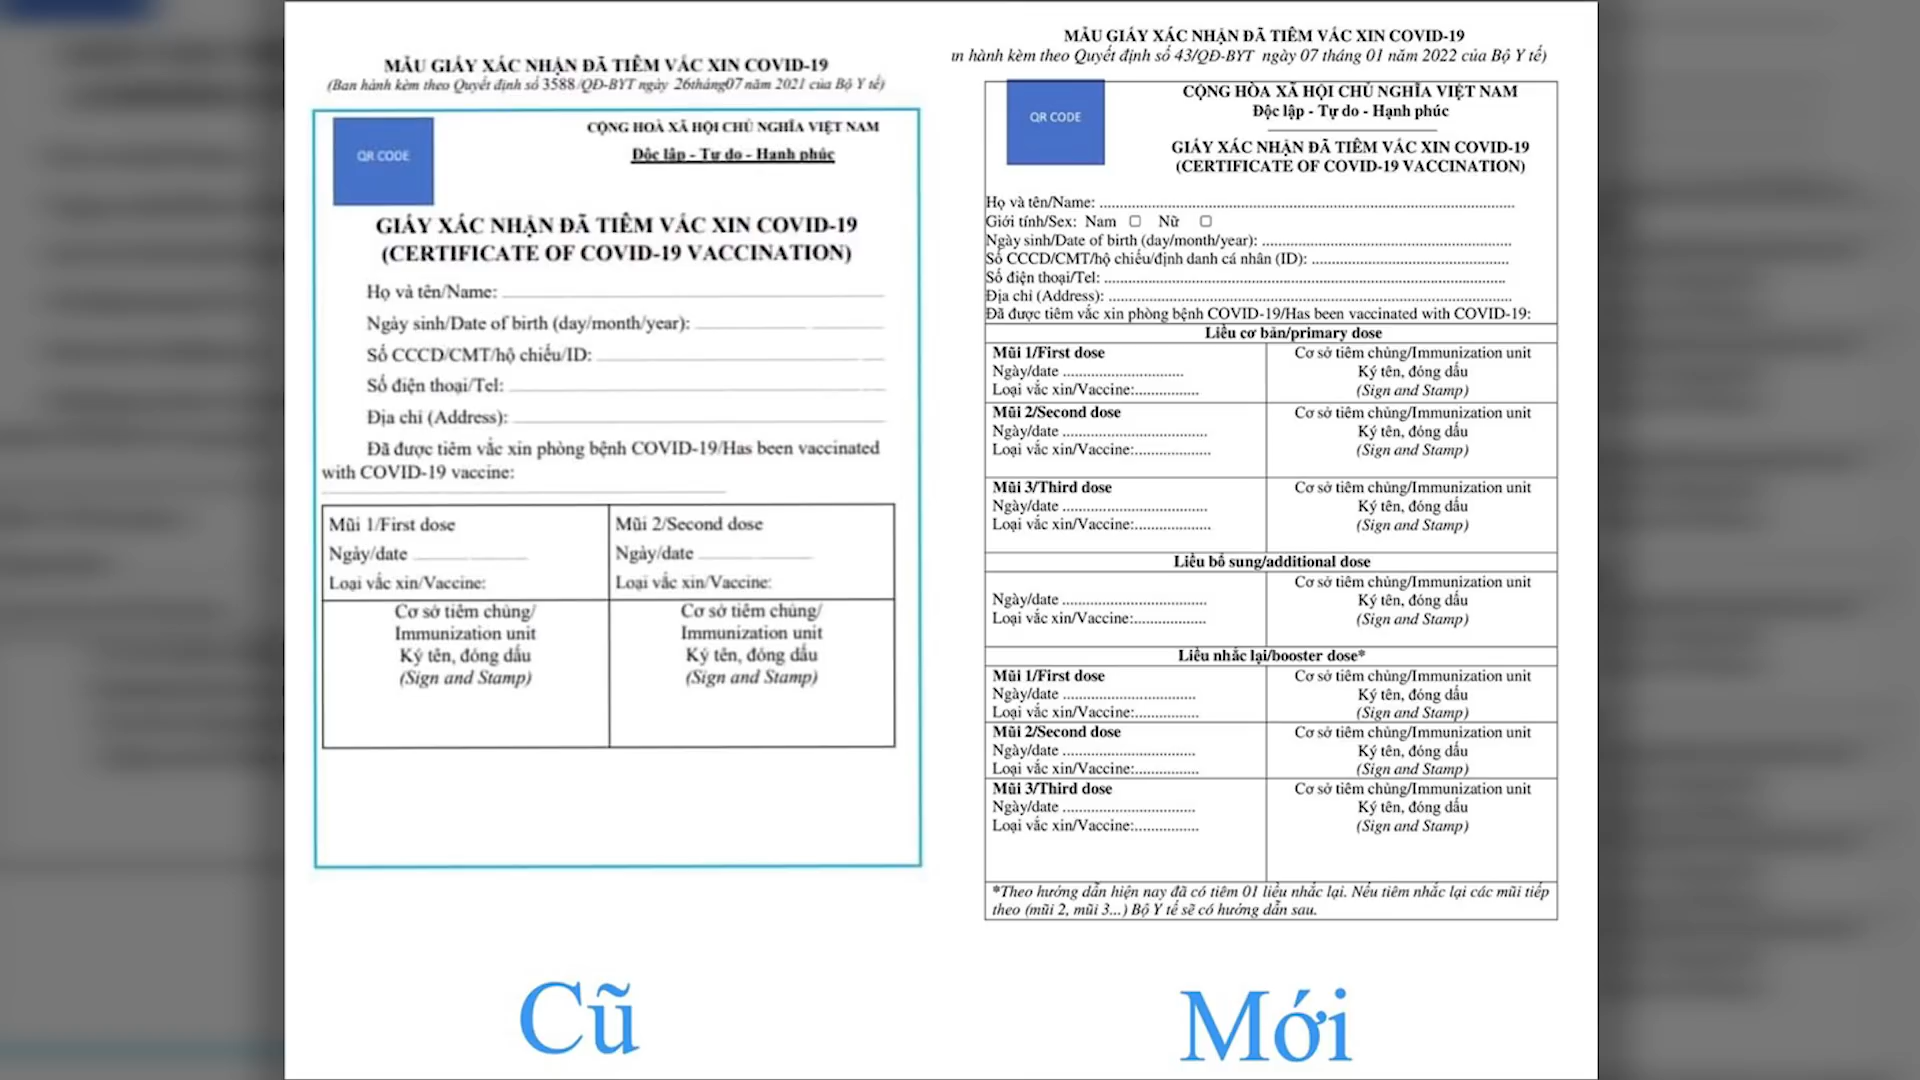 MẪU GIẤY XÁC NHẬN ĐÃ TIÊM VẮC XIN COVID-19
(Ban hành kèm theo Quyết định số 3588/QĐ-BYT ngày 26tháng07 năm 2021 của Bộ Y tế)
QR CODE
CỘNG HOÀ XÃ HỘI CHỦ NGHĨA VIỆT NAM
Độc lập - Tự do - Hạnh phúc
GIẤY XÁC NHẬN ĐÃ TIÊM VẮC XIN COVID-19
(CERTIFICATE OF COVID-19 VACCINATION)
Họ và tên/Name:
Ngày sinh/Date of birth (day/month/year):
Số CCCD/CMT/hộ chiếu/ID:
Số điện thoại/Tel:
Địa chỉ (Address):
Đã được tiêm vắc xin phòng bệnh COVID-19/Has been vaccinated
with COVID-19 vaccine:
Mũi 1/First dose
Ngày/date
Loại vắc xin/Vaccine:
Mũi 2/Second dose
Ngày/date
Loại vắc xin/Vaccine:
Cơ sở tiêm chủng/
Immunization unit
Ký tên, đóng dấu
(Sign and Stamp)
Cơ sở tiêm chủng/
Immunization unit
Ký tên, đóng dấu
(Sign and Stamp)
Cũ
MẪU GIẤY XÁC NHẬN ĐÃ TIÊM VẮC XIN COVID-19
n hành kèm theo Quyết định số 43/QĐ-BYT ngày 07 tháng 01 năm 2022 của Bộ Y tế)
QR CODE
CỘNG HÒA XÃ HỘI CHỦ NGHĨA VIỆT NAM
Độc lập - Tự do - Hạnh phúc
GIẤY XÁC NHẬN ĐÃ TIÊM VẮC XIN COVID-19
(CERTIFICATE OF COVID-19 VACCINATION)
Họ và tên/Name: ..........
Giới tính/Sex: Nam ☐ Nữ ☐
Ngày sinh/Date of birth (day/month/year): ..........
Số CCCD/CMT/hộ chiếu/định danh cá nhân (ID): ..........
Số điện thoại/Tel: ..........
Địa chỉ (Address): ..........
Đã được tiêm vắc xin phòng bệnh COVID-19/Has been vaccinated with COVID-19:
Liều cơ bản/primary dose
Mũi 1/First dose
Ngày/date ..........
Loại vắc xin/Vaccine:..........
Cơ sở tiêm chủng/Immunization unit
Ký tên, đóng dấu
(Sign and Stamp)
Mũi 2/Second dose
Ngày/date ..........
Loại vắc xin/Vaccine:..........
Cơ sở tiêm chủng/Immunization unit
Ký tên, đóng dấu
(Sign and Stamp)
Mũi 3/Third dose
Ngày/date ..........
Loại vắc xin/Vaccine:..........
Cơ sở tiêm chủng/Immunization unit
Ký tên, đóng dấu
(Sign and Stamp)
Liều bổ sung/additional dose
Ngày/date ..........
Loại vắc xin/Vaccine:..........
Cơ sở tiêm chủng/Immunization unit
Ký tên, đóng dấu
(Sign and Stamp)
Liều nhắc lại/booster dose*
Mũi 1/First dose
Ngày/date ..........
Loại vắc xin/Vaccine:..........
Cơ sở tiêm chủng/Immunization unit
Ký tên, đóng dấu
(Sign and Stamp)
Mũi 2/Second dose
Ngày/date ..........
Loại vắc xin/Vaccine:..........
Cơ sở tiêm chủng/Immunization unit
Ký tên, đóng dấu
(Sign and Stamp)
Mũi 3/Third dose
Ngày/date ..........
Loại vắc xin/Vaccine:..........
Cơ sở tiêm chủng/Immunization unit
Ký tên, đóng dấu
(Sign and Stamp)
*Theo hướng dẫn hiện nay đã có tiêm 01 liều nhắc lại. Nếu tiêm nhắc lại các mũi tiếp
theo (mũi 2, mũi 3...) Bộ Y tế sẽ có hướng dẫn sau.
Mới